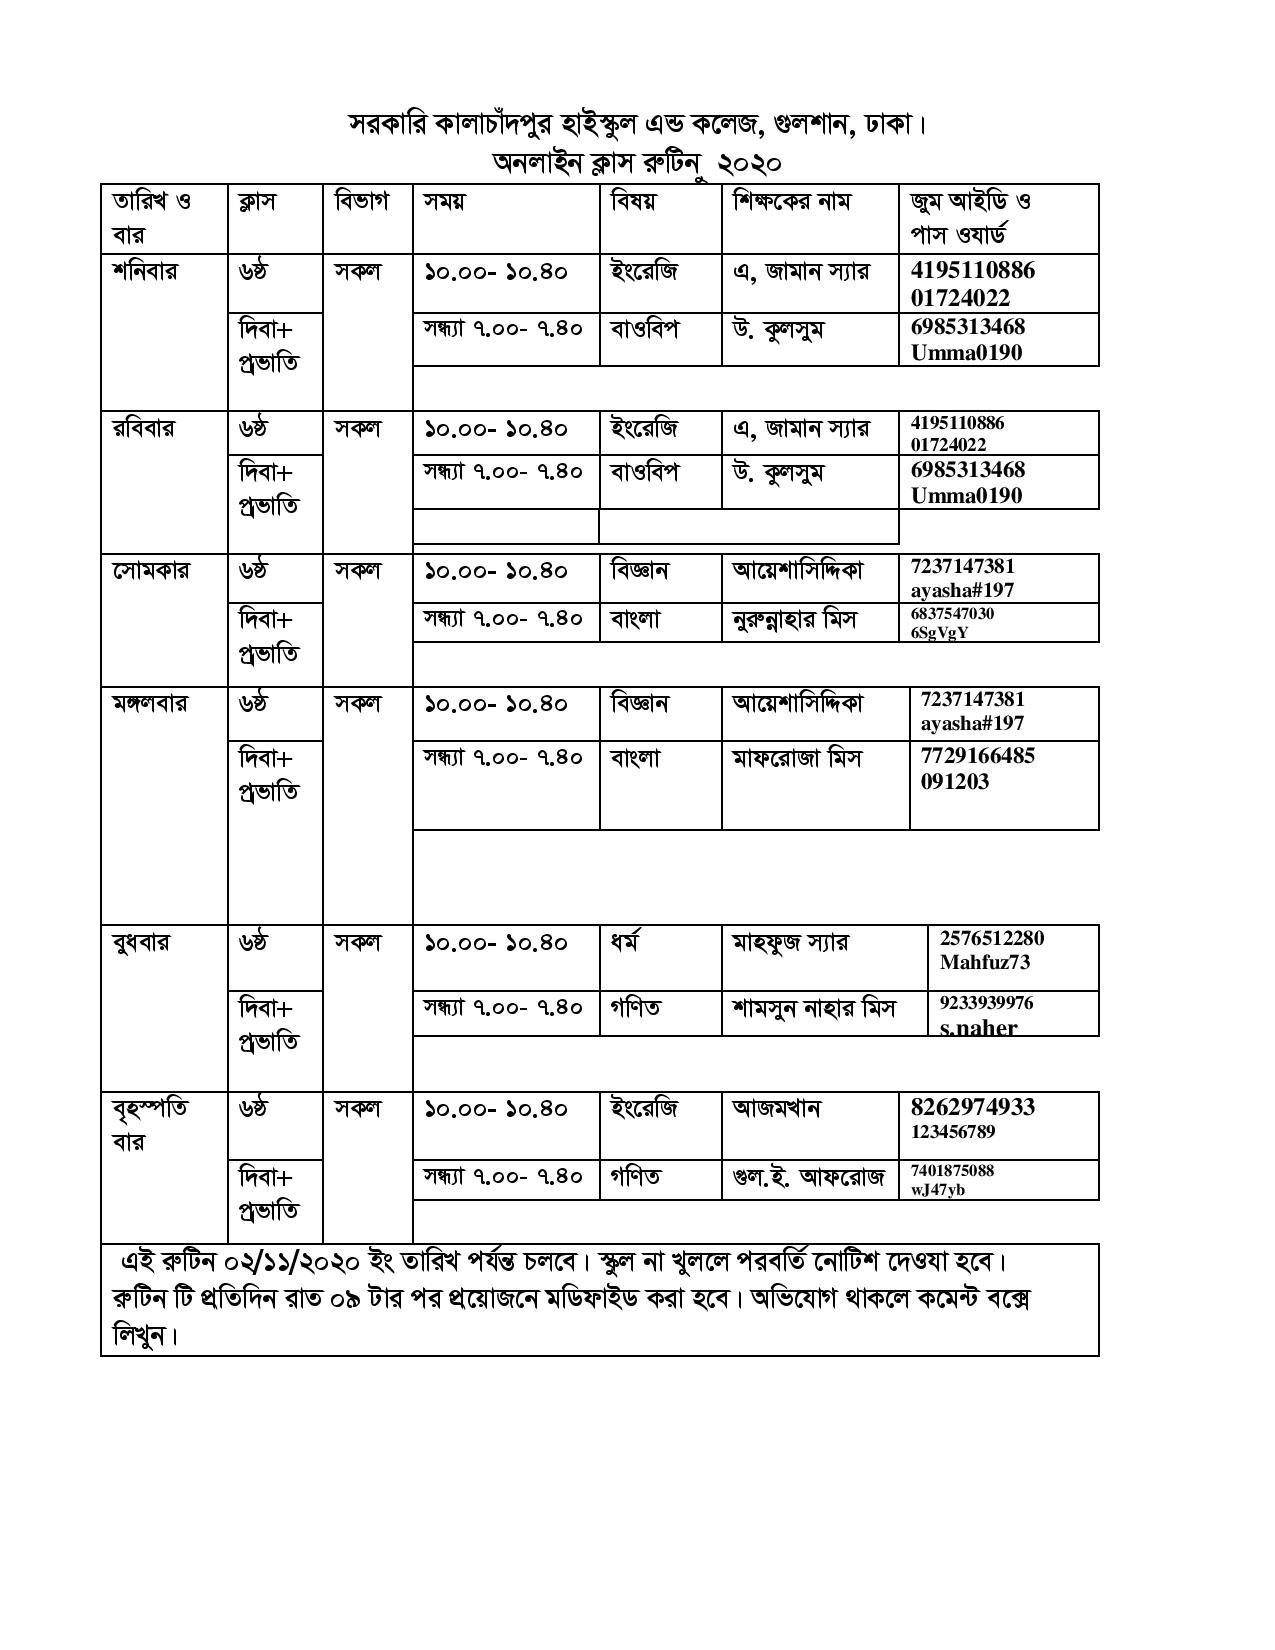 সরকারি কালাচাঁদপুর হাইস্কুল এন্ড কলেজ, গুলশান, ঢাকা।
অনলাইন ক্লাস রুটিনু ২০২০
তারিখ ও ক্লাস বিভাগ সময় বিষয় শিক্ষকের নাম জুম আইডি ও
বার পাস ওযার্ড
শনিবার ৬ষ্ঠ সকল ১০.০০- ১০.৪০ ইংরেজি এ, জামান স্যার 4195110886
01724022
দিবা+ সন্ধ্যা ৭.০০- ৭.৪০ বাওবিপ উ. কুলসুম 6985313468
প্রভাতি Umma0190
রবিবার ৬ষ্ঠ সকল ১০.০০- ১০.৪০ ইংরেজি এ, জামান স্যার 4195110886
01724022
দিবা+ সন্ধ্যা ৭.০০- ৭.৪০ বাওবিপ উ. কুলসুম 6985313468
প্রভাতি Umma0190
সোমকার ৬ষ্ঠ সকল ১০.০০- ১০.৪০ বিজ্ঞান আয়েশাসিদ্দিকা 7237147381
ayasha#197
দিবা+ সন্ধ্যা ৭.০০- ৭.৪০ বাংলা নুরুন্নাহার মিস 6837547030
প্রভাতি 6SgVgY
মঙ্গলবার ৬ষ্ঠ সকল ১০.০০- ১০.৪০ বিজ্ঞান আয়েশাসিদ্দিকা 7237147381
ayasha#197
দিবা+ সন্ধ্যা ৭.০০- ৭.৪০ বাংলা মাফরোজা মিস 7729166485
প্রভাতি 091203
বুধবার ৬ষ্ঠ সকল ১০.০০- ১০.৪০ ধর্ম মাহফুজ স্যার 2576512280
Mahfuz73
দিবা+ সন্ধ্যা ৭.০০- ৭.৪০ গণিত শামসুন নাহার মিস 9233939976
প্রভাতি s.naher
বৃহস্পতি ৬ষ্ঠ সকল ১০.০০- ১০.৪০ ইংরেজি আজমখান 8262974933
বার 123456789
দিবা+ সন্ধ্যা ৭.০০- ৭.৪০ গণিত গুল.ই. আফরোজ 7401875088
প্রভাতি wJ47yb
এই রুটিন ০২/১১/২০২০ ইং তারিখ পর্যন্ত চলবে। স্কুল না খুললে পরবর্তি নোটিশ দেওযা হবে।
রুটিন টি প্রতিদিন রাত ০৯ টার পর প্রয়োজনে মডিফাইড করা হবে। অভিযোগ থাকলে কমেন্ট বক্সে
লিখুন।